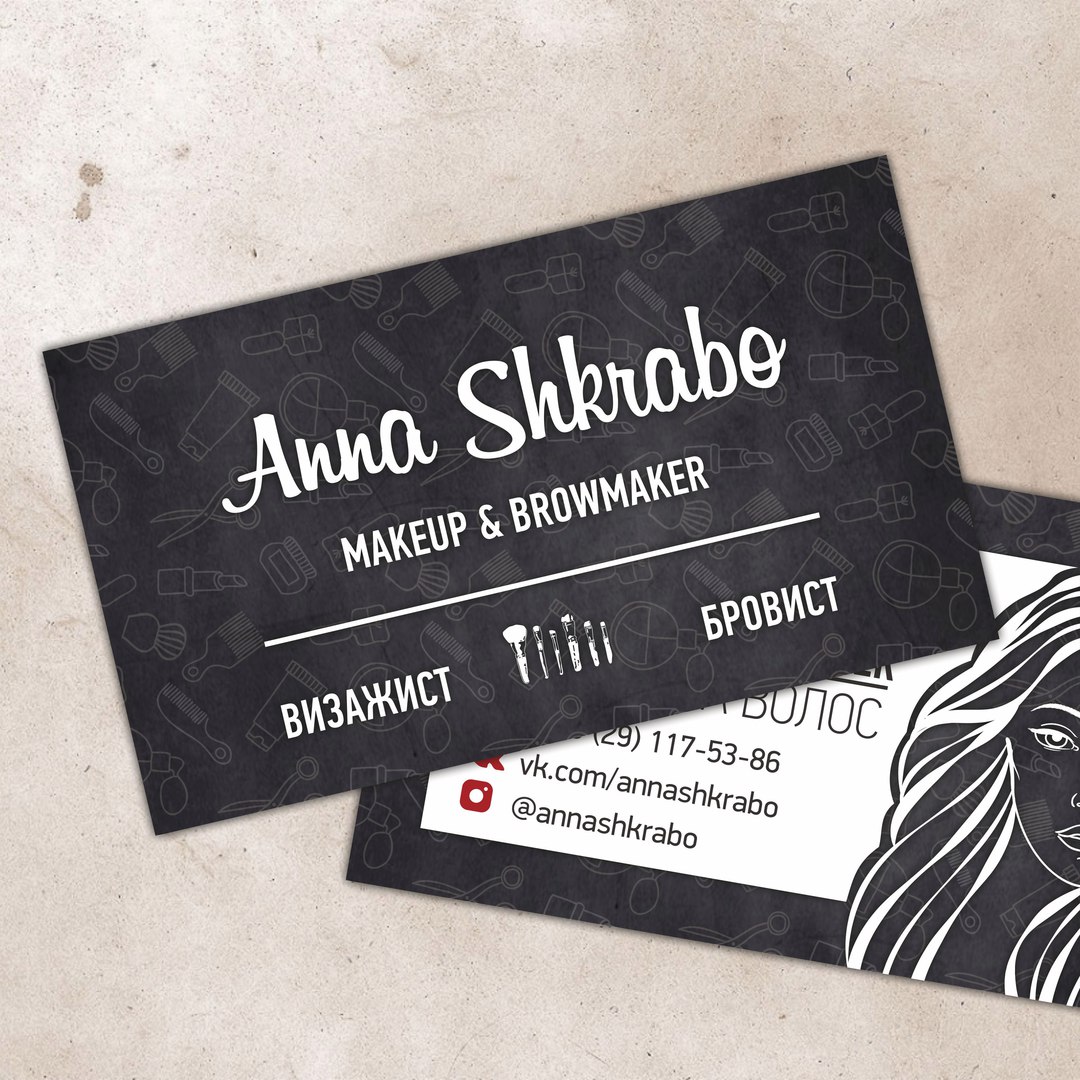 Anna Shkrabo
MAKEUP & BROWMAKER
ВИЗАЖИСТ
БРОВИСТ
ВОЛОС
(29) 117-53-86
vk.com/annashkrabo
@annashkrabo